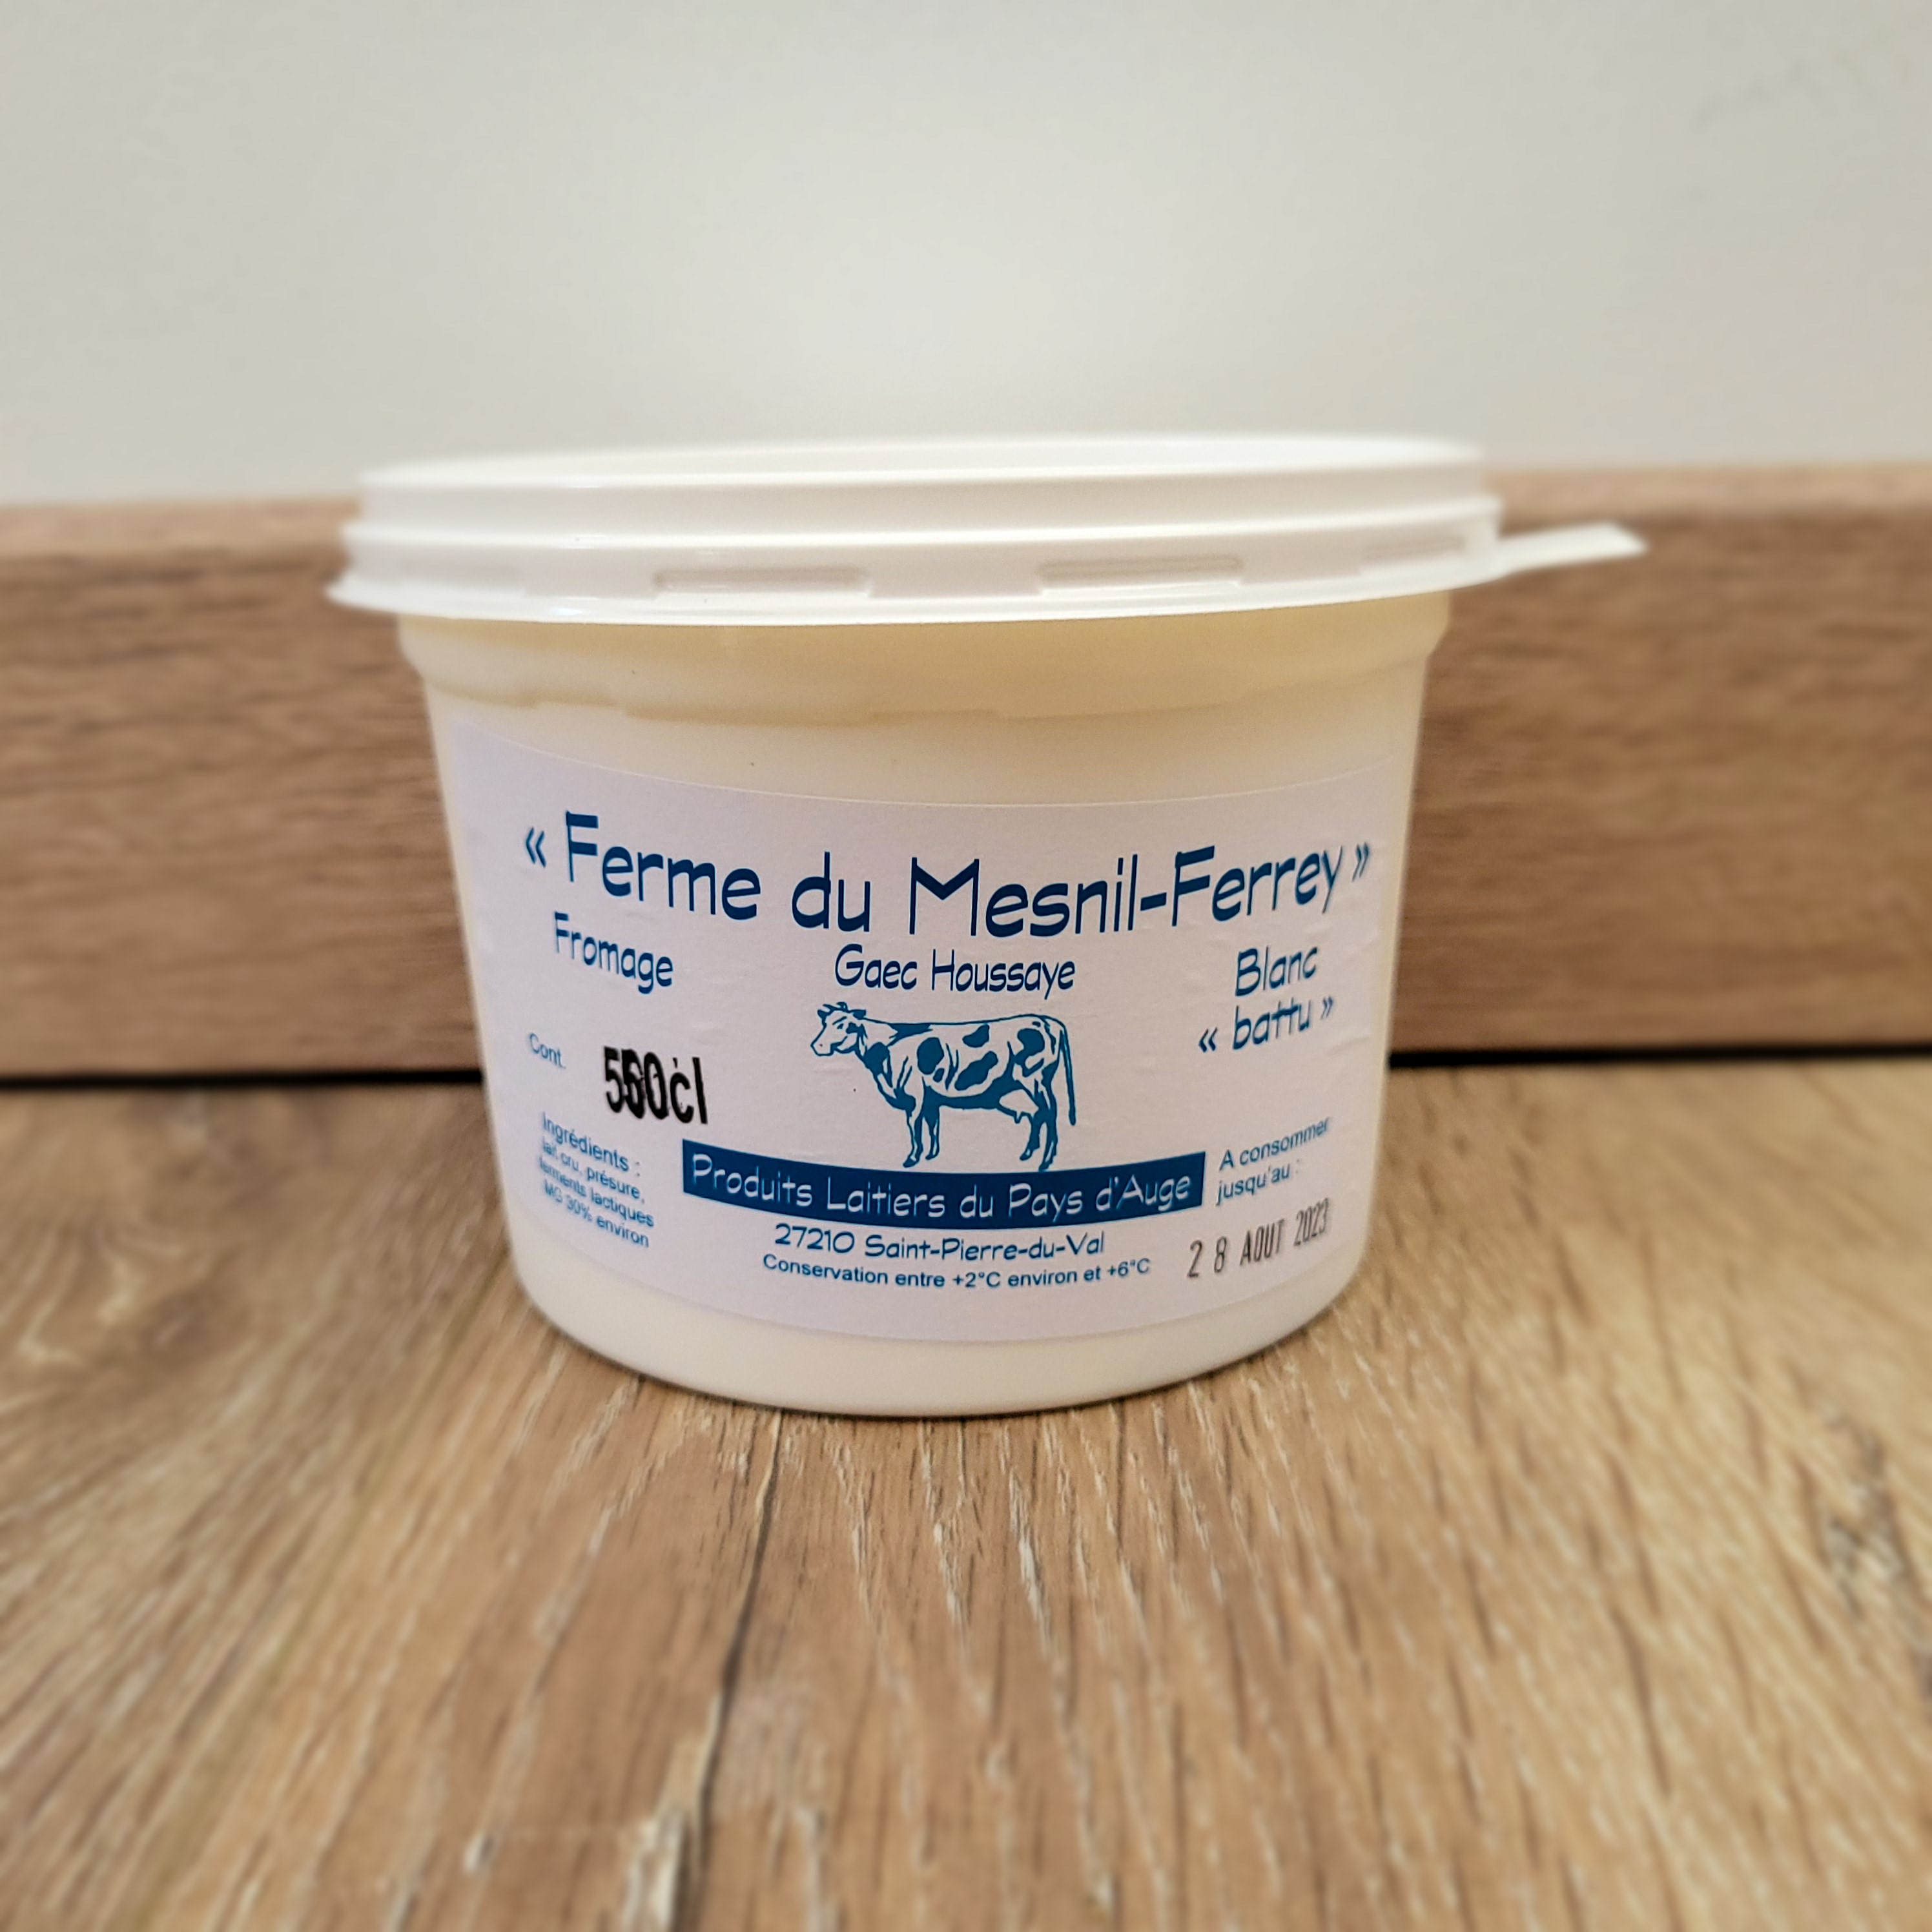 « Ferme du Mesnil-Ferrey »
Fromage
Gaec Houssaye
Blanc
« battu »
Cont.
Ingrédients :
lait cru, présure,
ferments lactiques
MG 30% environ
Produits Laitiers du Pays d'Auge
27210 Saint-Pierre-du-Val
Conservation entre +2°C environ et +6°C
A consommer
jusqu'au :
28 AOUT 2023